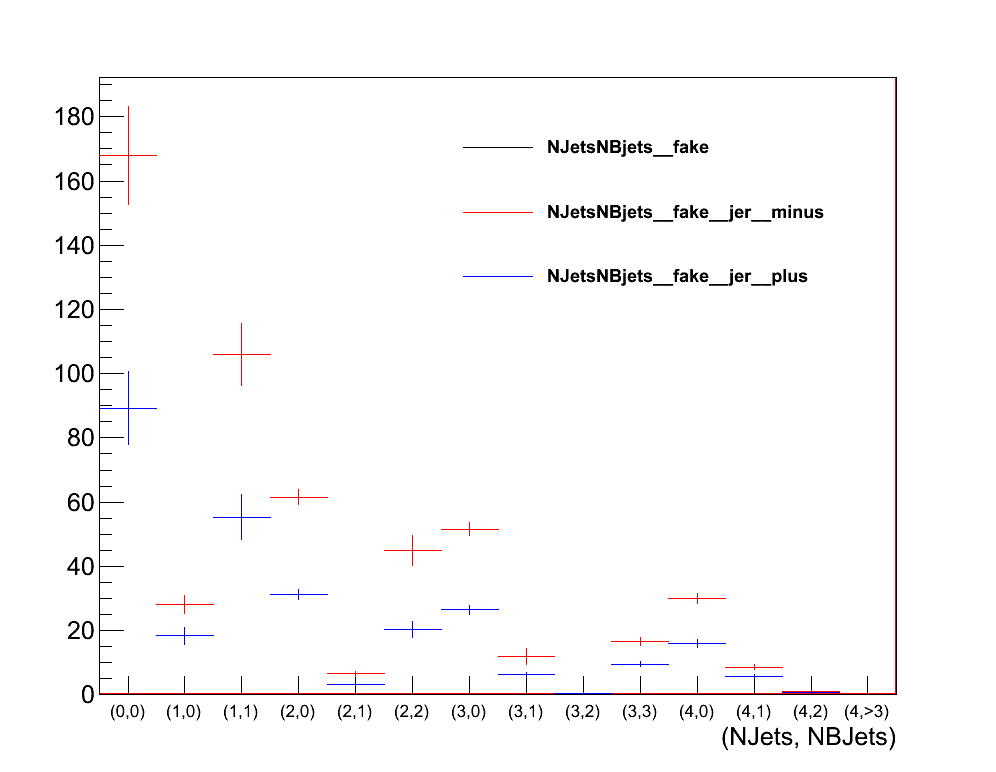 180
160
140
120
100
80
60
40
20
0
NJetsNBjets__fake
NJetsNBjets__fake__jer__minus
NJetsNBjets__fake__jer__plus
(0,0) (1,0) (1,1) (2,0) (2,1) (2,2) (3,0) (3,1) (3,2) (3,3) (4,0) (4,1) (4,2) (4,>3)
(NJets, NBJets)